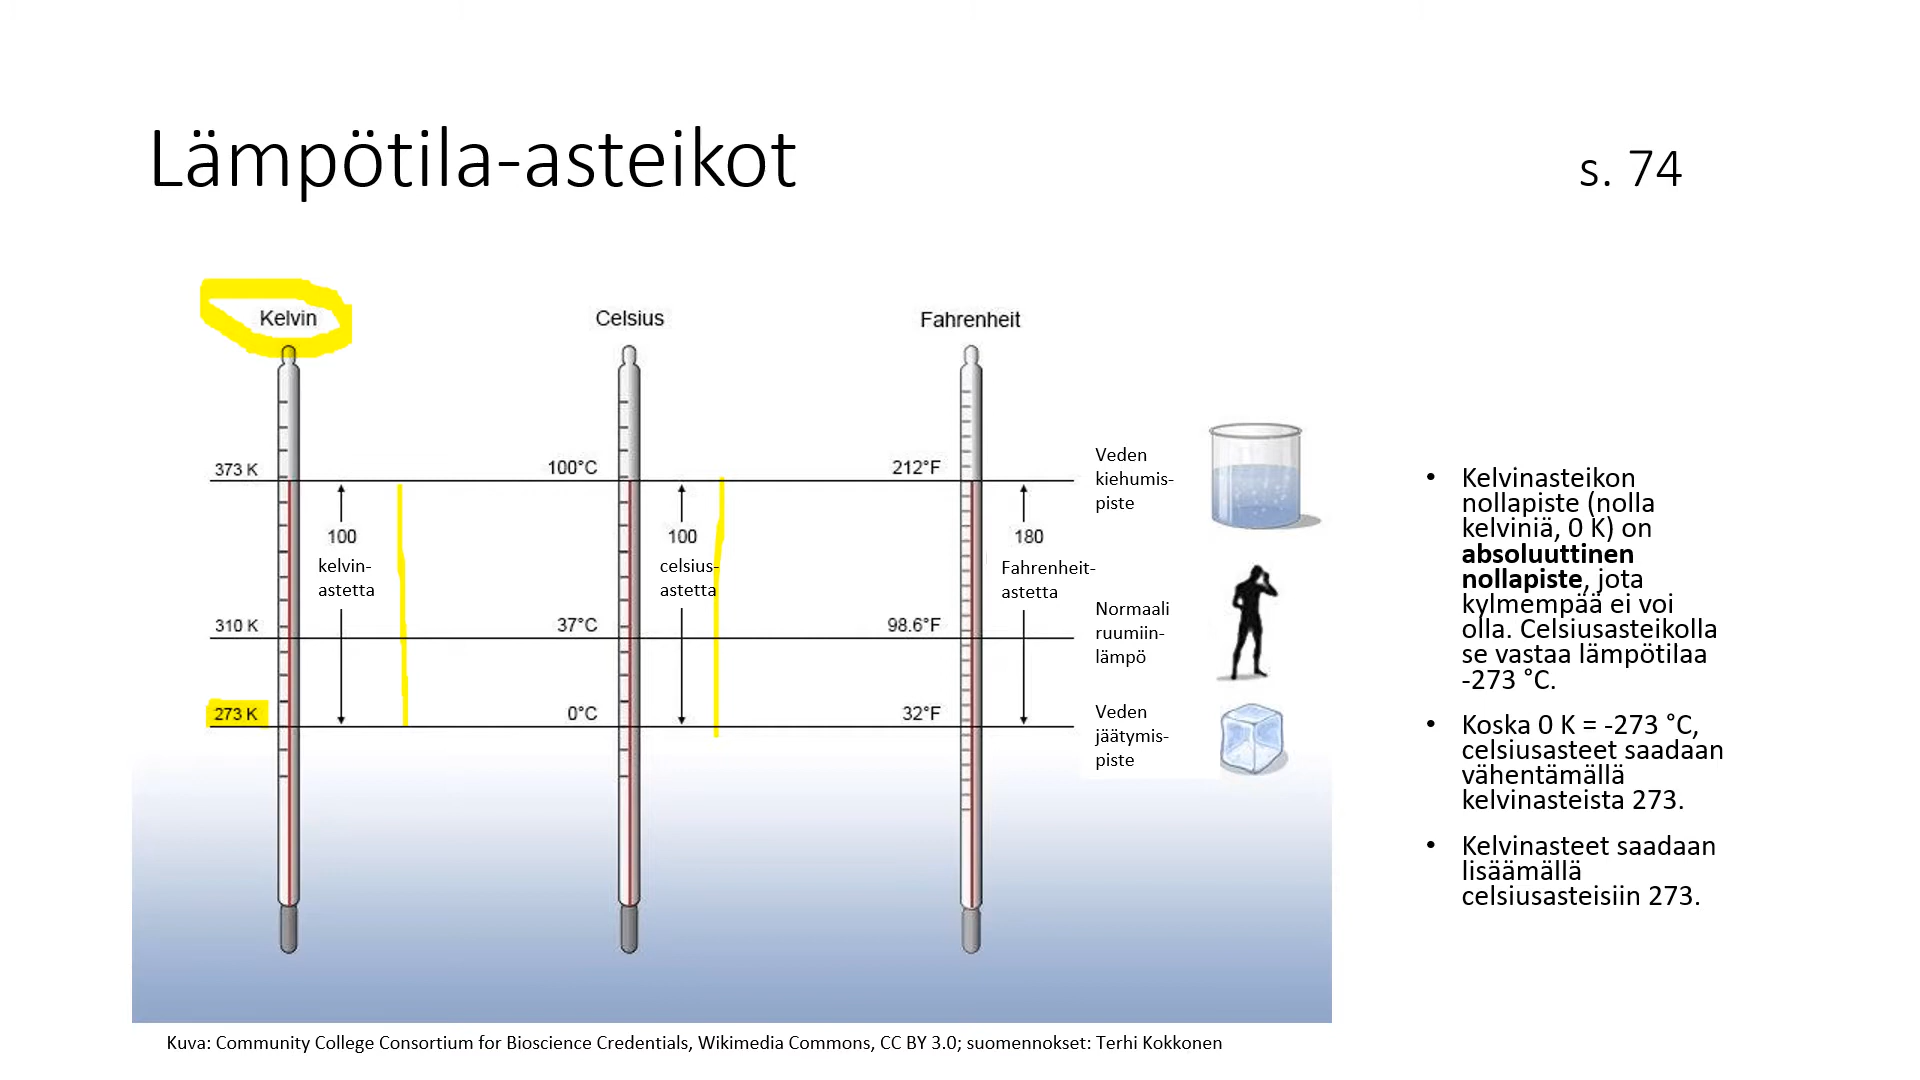 Lämpötila-asteikot
s. 74
Kelvin
Celsius
Fahrenheit
373 K
100°C
212°F
Veden
kiehumis-
piste
100
kelvin-
astetta
100
celsius-
astetta
180
Fahrenheit-
astetta
310 K
37°C
98.6°F
Normaali
ruumiin-
lämpö
273 K
0°C
32°F
Veden
jäätymis-
piste
• Kelvinasteikon
nollapiste (nolla
kelviniä, 0 K) on
absoluuttinen
nollapiste, jota
kylmempää ei voi
olla. Celsiusasteikolla
se vastaa lämpötilaa
-273 °C.
• Koska 0 K = -273 °C,
celsiusasteet saadaan
vähentämällä
kelvinasteista 273.
• Kelvinasteet saadaan
lisäämällä
celsiusasteisiin 273.
Kuva: Community College Consortium for Bioscience Credentials, Wikimedia Commons, CC BY 3.0; suomennokset: Terhi Kokkonen